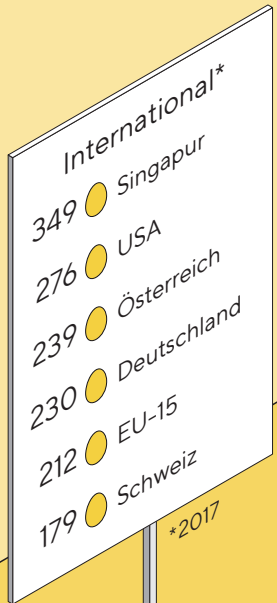 International*
349 Singapur
276 USA
239 Österreich
230 Deutschland
212 EU-15
179 Schweiz
*2017